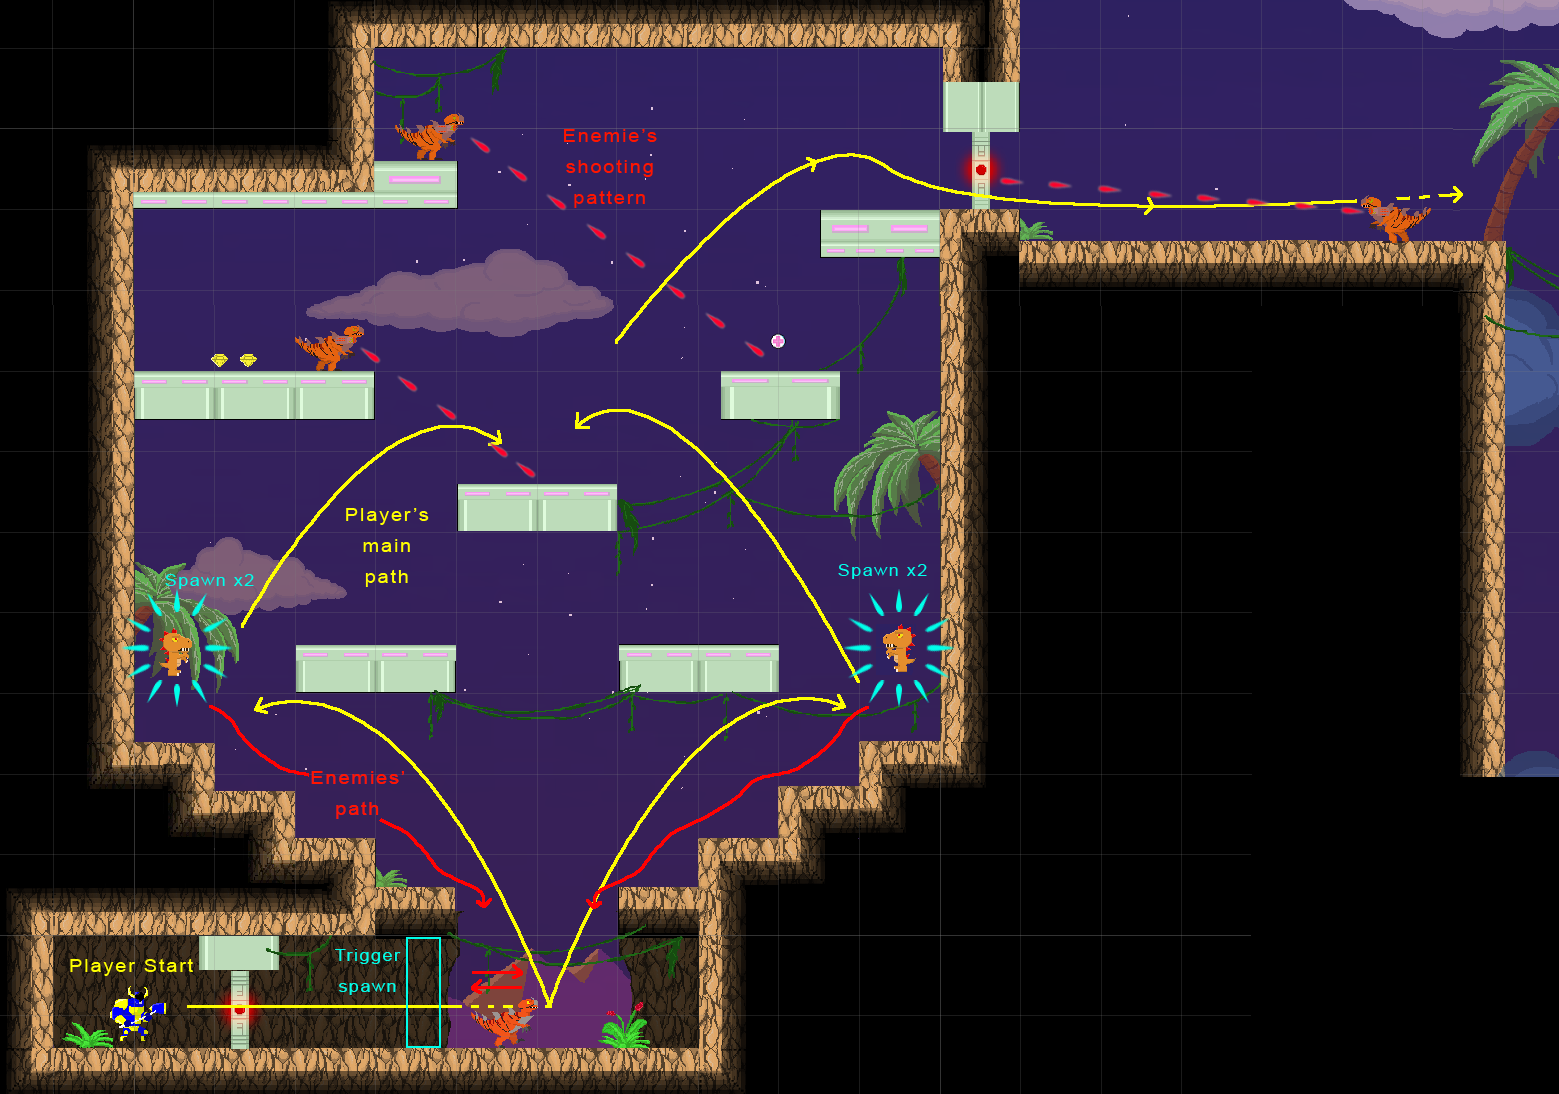 Enemie's
shooting
pattern
Player's
main
path
Spawn x2
Spawn x2
Enemies'
path
Player Start
Trigger
spawn